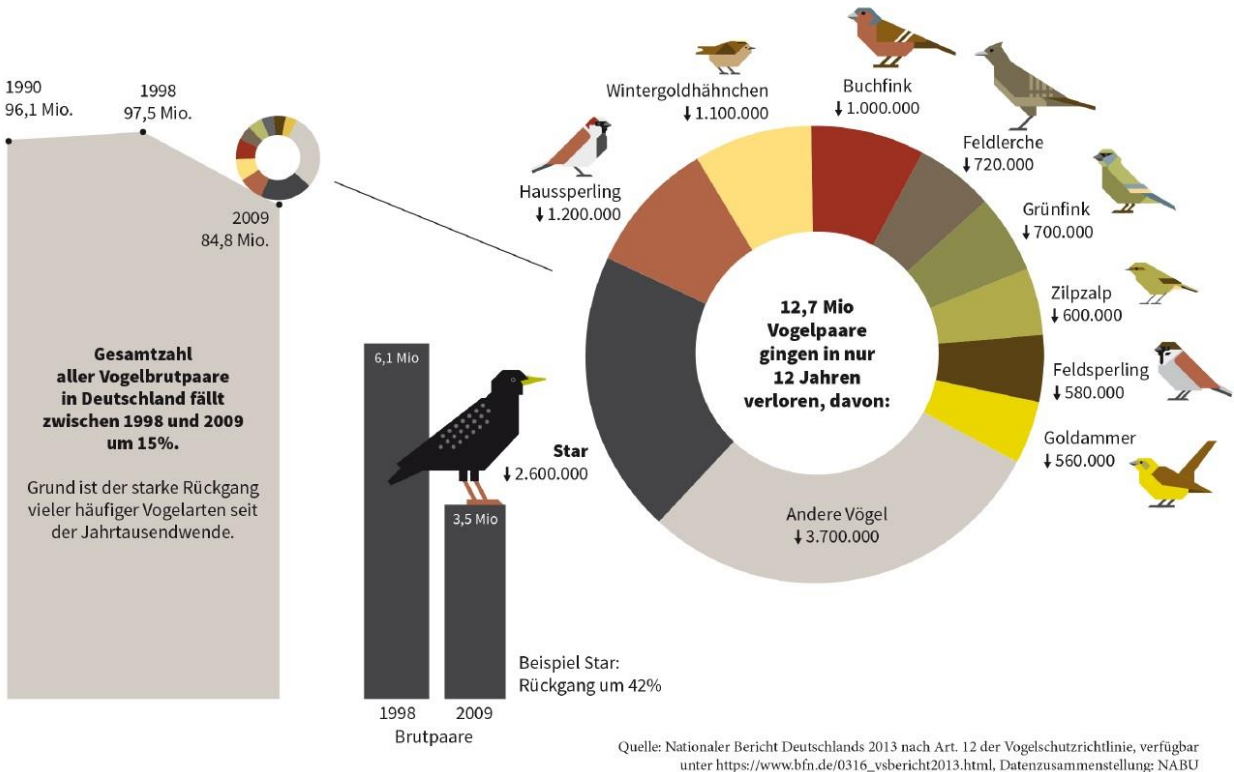 1990
96,1 Mio.
1998
97,5 Mio.
2009
84,8 Mio.
Gesamtzahl
aller Vogelbrutpaare
in Deutschland fällt
zwischen 1998 und 2009
um 15%.
Grund ist der starke Rückgang
vieler häufiger Vogelarten seit
der Jahrtausendwende.
6,1 Mio
3,5 Mio
1998
2009
Brutpaare
Beispiel Star:
Rückgang um 42%
Star
↓ 2.600.000
Haussperling
↓ 1.200.000
Wintergoldhähnchen
↓ 1.100.000
Buchfink
↓ 1.000.000
Feldlerche
↓ 720.000
Grünfink
↓ 700.000
Zilpzalp
↓ 600.000
Feldsperling
↓ 580.000
Goldammer
↓ 560.000
Andere Vögel
↓ 3.700.000
12,7 Mio
Vogelpaare
gingen in nur
12 Jahren
verloren, davon:
Quelle: Nationaler Bericht Deutschlands 2013 nach Art. 12 der Vogelschutzrichtlinie, verfügbar
unter https://www.bfn.de/0316_vsbericht2013.html, Datenzusammenstellung: NABU